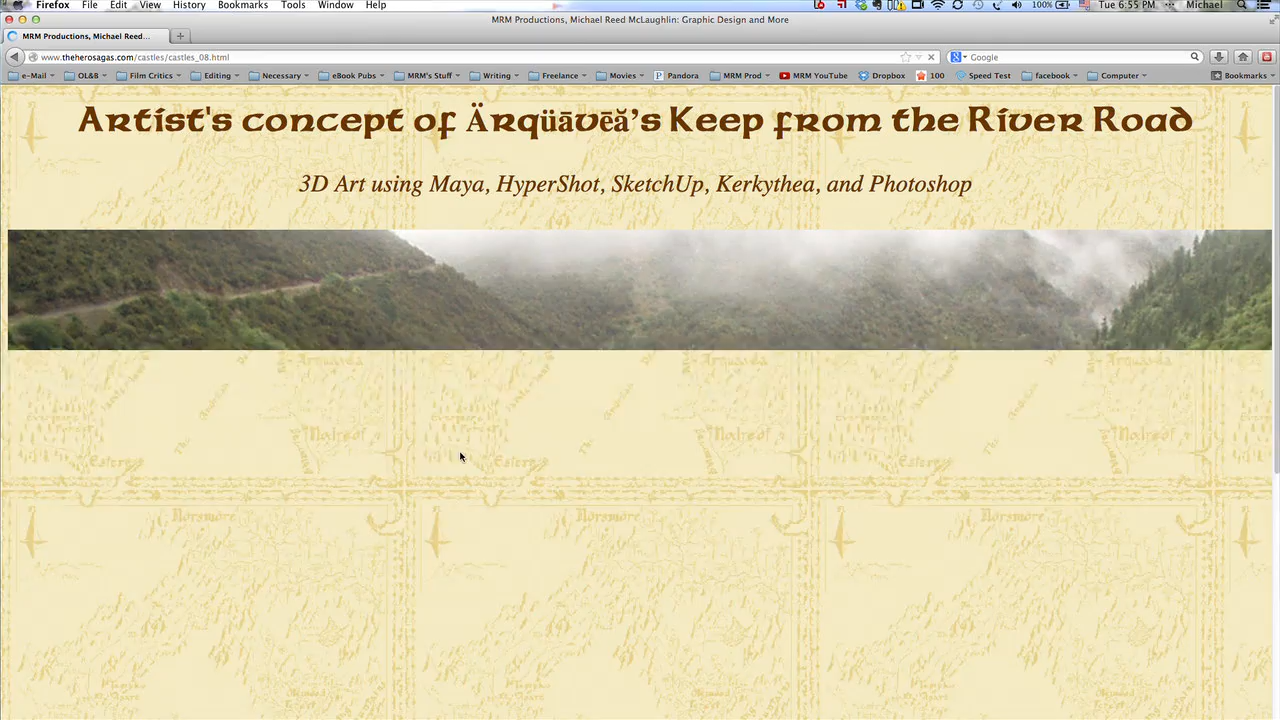 Firefox File Edit View History Bookmarks Tools Window Help 100% Tue 6:55 PM Michael
MRM Productions, Michael Reed McLaughlin: Graphic Design and More
MRM Productions, Michael Reed...
www.theherosagas.com/castles/castles_08.html Google
e-Mail OL&B Film Critics Editing Necessary eBook Pubs MRM's Stuff Writing Freelance Movies Pandora MRM Prod MRM YouTube Dropbox 100 Speed Test facebook Computer Bookmarks
Artist's concept of Ärqüāvēă’s Keep from the River Road
3D Art using Maya, HyperShot, SketchUp, Kerkythea, and Photoshop